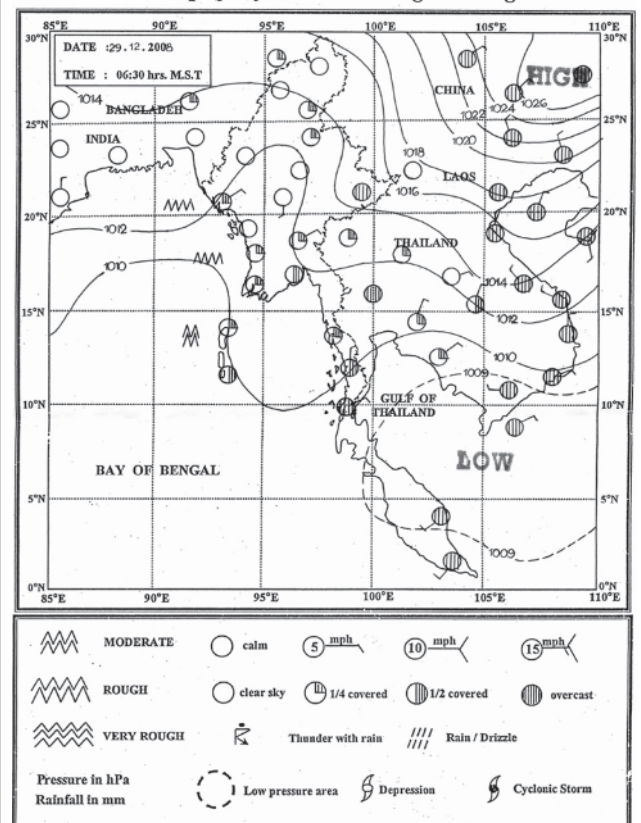 85°E 90°E 95°E 100°E 105°E 110°E
30°N 30°N
DATE :29.12.2008
TIME : 06:30 hrs. M.S.T
CHINA
HIGH
1014
BANGLADEH
1022 1024 1026
25°N 25°N
1020
INDIA
1018
LAOS
1016
20°N 20°N
1012
THAILAND
1010
1014
15°N 15°N
1012
1010
1009
GULF OF
THAILAND
10°N 10°N
LOW
BAY OF BENGAL
5°N 5°N
1009
0°N 0°N
85°E 90°E 95°E 100°E 105°E 110°E
MODERATE calm 5 mph 10 mph 15 mph
ROUGH clear sky 1/4 covered 1/2 covered overcast
VERY ROUGH Thunder with rain Rain / Drizzle
Pressure in hPa
Rainfall in mm
Low pressure area Depression Cyclonic Storm